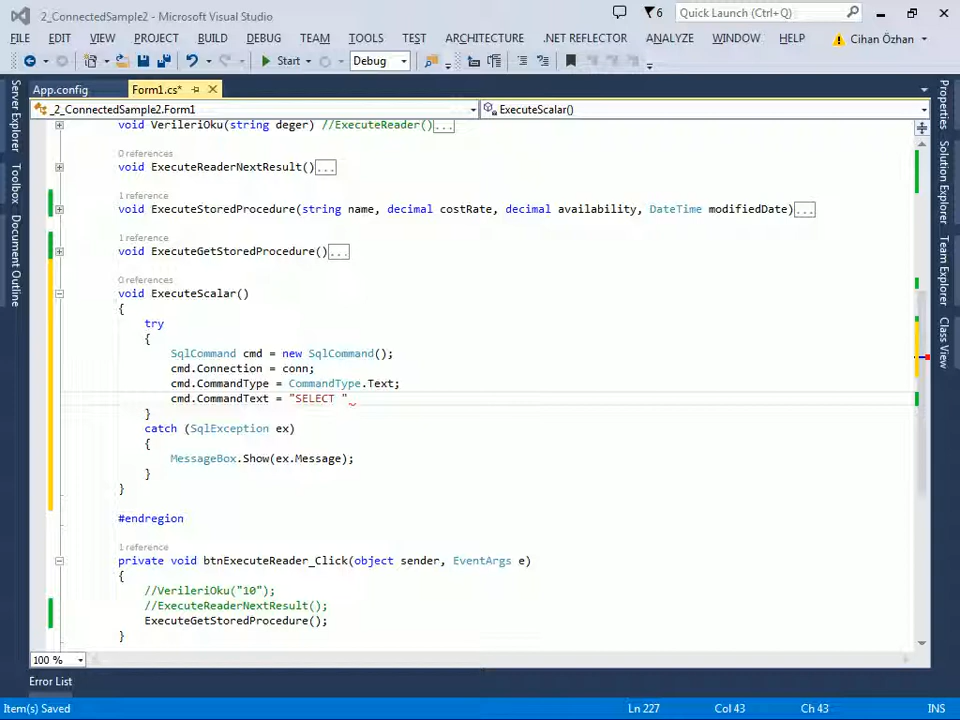 2_ConnectedSample2 - Microsoft Visual Studio
6
Quick Launch (Ctrl+Q)
FILE EDIT VIEW PROJECT BUILD DEBUG TEAM TOOLS TEST ARCHITECTURE .NET REFLECTOR ANALYZE WINDOW HELP Cihan Özhan
Start Debug
App.config Form1.cs*
_2_ConnectedSample2.Form1 ExecuteScalar()
void VerileriOku(string deger) //ExecuteReader()...
0 references
void ExecuteReaderNextResult()...
1 reference
void ExecuteStoredProcedure(string name, decimal costRate, decimal availability, DateTime modifiedDate)...
1 reference
void ExecuteGetStoredProcedure()...
0 references
void ExecuteScalar()
{
try
{
SqlCommand cmd = new SqlCommand();
cmd.Connection = conn;
cmd.CommandType = CommandType.Text;
cmd.CommandText = "SELECT "
}
catch (SqlException ex)
{
MessageBox.Show(ex.Message);
}
}
#endregion
1 reference
private void btnExecuteReader_Click(object sender, EventArgs e)
{
//VerileriOku("10");
//ExecuteReaderNextResult();
ExecuteGetStoredProcedure();
}
100 %
Error List
Item(s) Saved Ln 227 Col 43 Ch 43 INS
Server Explorer
Toolbox
Document Outline
Properties
Solution Explorer
Team Explorer
Class View